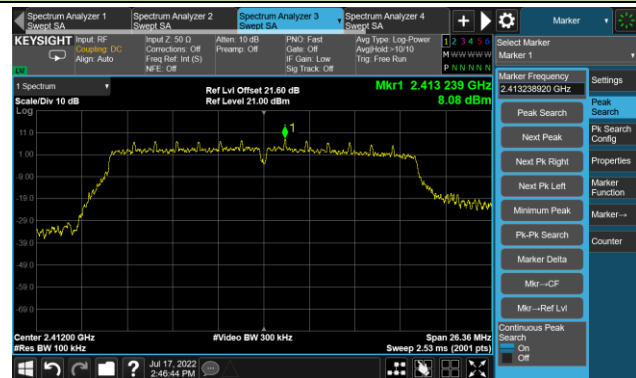 Spectrum Analyzer 1
Swept SA
Spectrum Analyzer 2
Swept SA
Spectrum Analyzer 3
Swept SA
Spectrum Analyzer 4
Swept SA
+
Marker
KEYSIGHT
Input: RF
Coupling: DC
Align: Auto
Input Z: 50 Ω
Corrections: Off
Freq Ref: Int (S)
NFE: Off
Atten: 10 dB
Preamp: Off
PNO: Fast
Gate: Off
IF Gain: Low
Sig Track: Off
Avg Type: Log-Power
Avg|Hold:>10/10
Trig: Free Run
1 2 3 4 5 6
M W W W W W
P N N N N N
Select Marker
Marker 1
1 Spectrum
Scale/Div 10 dB
Ref Lvl Offset 21.60 dB
Ref Level 21.00 dBm
Mkr1 2.413 239 GHz
8.08 dBm
Log
11.0
1.00
-9.00
-19.0
-29.0
-39.0
-49.0
-59.0
-69.0
1
Center 2.41200 GHz
#Res BW 100 kHz
#Video BW 300 kHz
Span 26.36 MHz
Sweep 2.53 ms (2001 pts)
Marker Frequency
2.413238920 GHz
Peak Search
Next Peak
Next Pk Right
Next Pk Left
Minimum Peak
Pk-Pk Search
Marker Delta
Mkr→CF
Mkr→Ref Lvl
Continuous Peak
Search
On
Off
Settings
Peak
Search
Pk Search
Config
Properties
Marker
Function
Marker→
Counter
?
Jul 17, 2022
2:46:44 PM